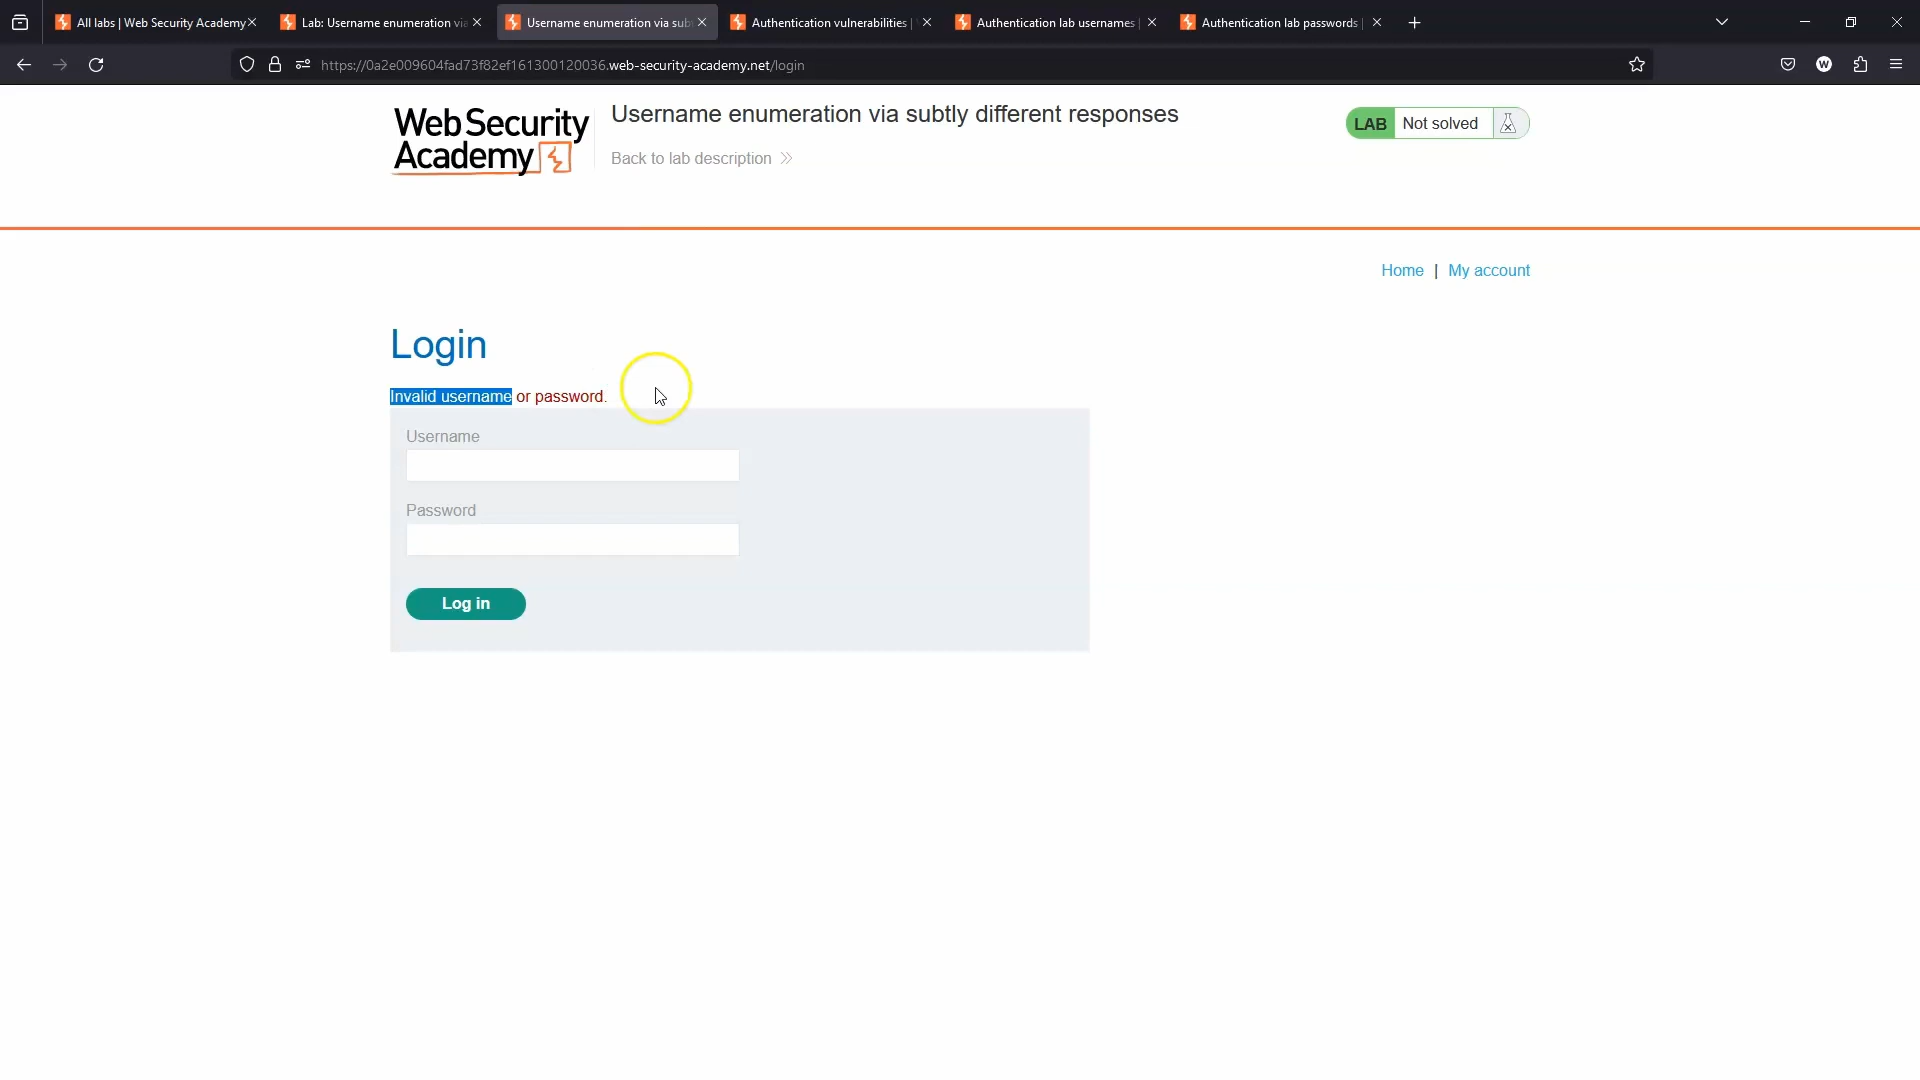 All labs | Web Security Academy
Lab: Username enumeration via
Username enumeration via sub
Authentication vulnerabilities |
Authentication lab usernames |
Authentication lab passwords |
https://0a2e009604fad73f82ef161300120036.web-security-academy.net/login
W
Web Security
Academy
Username enumeration via subtly different responses
Back to lab description
LAB Not solved
Home | My account
Login
Invalid username or password.
Username
Password
Log in